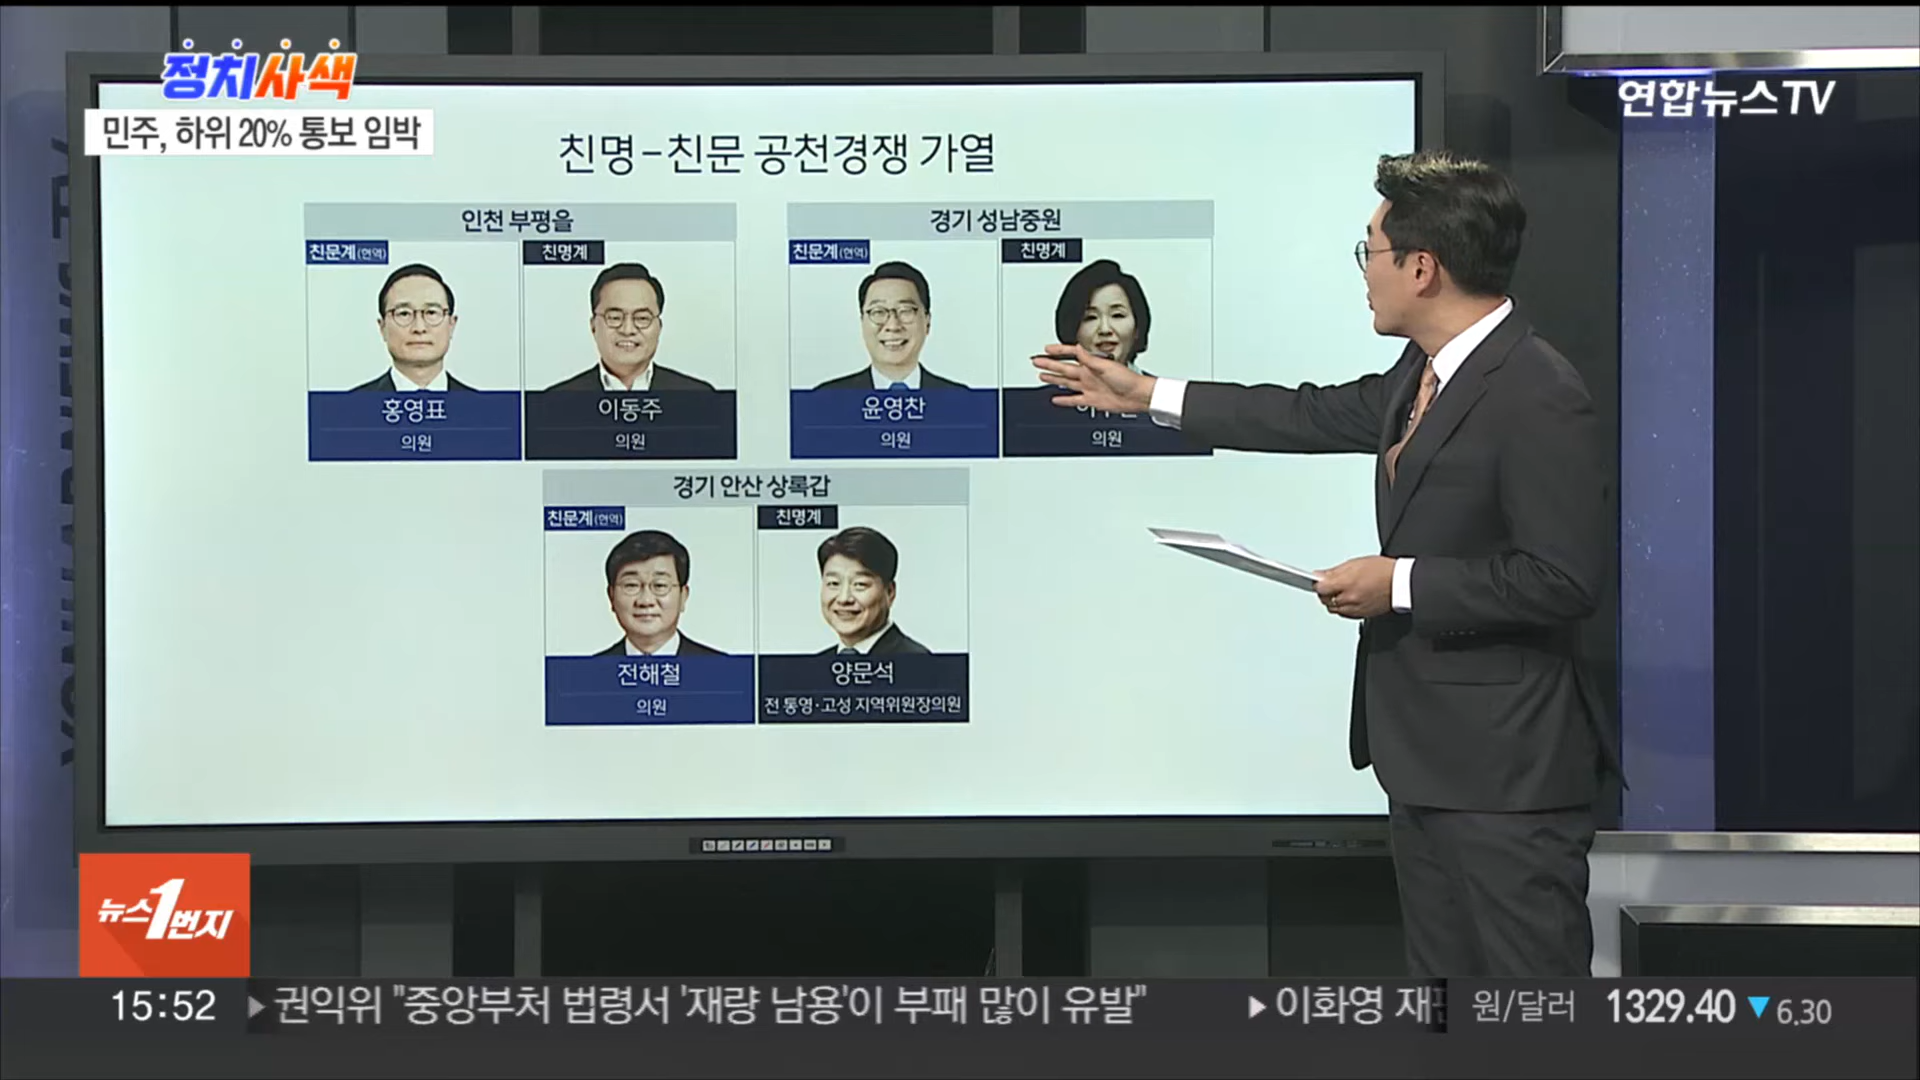 정치사색
민주, 하위 20% 통보 임박
연합뉴스TV
친명-친문 공천경쟁 가열
인천 부평을
친문계(현역)
친명계
홍영표
의원
이동주
의원
경기 성남중원
친문계(현역)
친명계
윤영찬
의원
의원
경기 안산 상록갑
친문계(현역)
친명계
전해철
의원
양문석
전 통영·고성 지역위원장의원
뉴스1번지
15:52 ▶권익위 "중앙부처 법령서 '재량 남용'이 부패 많이 유발" ▶이화영 원/달러 1329.40 ▼6.30